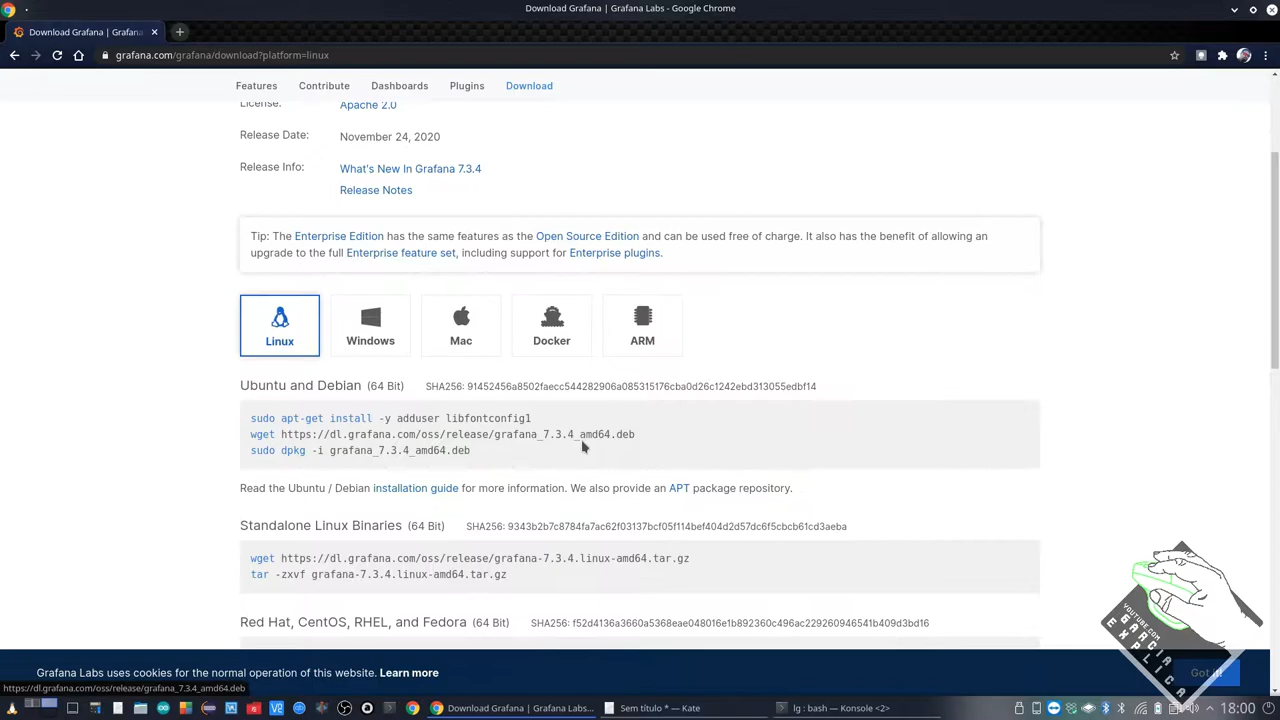 Download Grafana | Grafana Labs - Google Chrome
Download Grafana | Grafana
grafana.com/grafana/download?platform=linux
Features
Contribute
Dashboards
Plugins
Download
License:
Apache 2.0
Release Date:
November 24, 2020
Release Info:
What's New In Grafana 7.3.4
Release Notes
Tip: The Enterprise Edition has the same features as the Open Source Edition and can be used free of charge. It also has the benefit of allowing an
upgrade to the full Enterprise feature set, including support for Enterprise plugins.
Linux
Windows
Mac
Docker
ARM
Ubuntu and Debian (64 Bit)
SHA256: 91452456a8502faecc544282906a085315176cba0d26c1242ebd313055edbf14
sudo apt-get install -y adduser libfontconfig1
wget https://dl.grafana.com/oss/release/grafana_7.3.4_amd64.deb
sudo dpkg -i grafana_7.3.4_amd64.deb
Read the Ubuntu / Debian installation guide for more information. We also provide an APT package repository.
Standalone Linux Binaries (64 Bit)
SHA256: 9343b2b7c8784fa7ac62f03137bcf05f114bef404d2d57dc6f5cbcb61cd3aeba
wget https://dl.grafana.com/oss/release/grafana-7.3.4.linux-amd64.tar.gz
tar -zxvf grafana-7.3.4.linux-amd64.tar.gz
Red Hat, CentOS, RHEL, and Fedora (64 Bit)
SHA256: f52d4136a3660a5368eae048016e1b892360c496ac229260946541b409d3bd16
YOUTUBE.COM
GARCIA
EXPLICA
Grafana Labs uses cookies for the normal operation of this website. Learn more
Got it!
https://dl.grafana.com/oss/release/grafana_7.3.4_amd64.deb
Download Grafana | Grafana Labs...
Sem título * — Kate
lg : bash — Konsole <2>
18:00